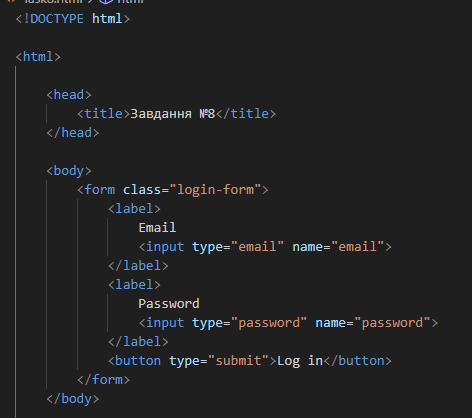 html
<!DOCTYPE html>
<html>
<head>
<title>Завдання №8</title>
</head>
<body>
<form class="login-form">
<label>
Email
<input type="email" name="email">
</label>
<label>
Password
<input type="password" name="password">
</label>
<button type="submit">Log in</button>
</form>
</body>